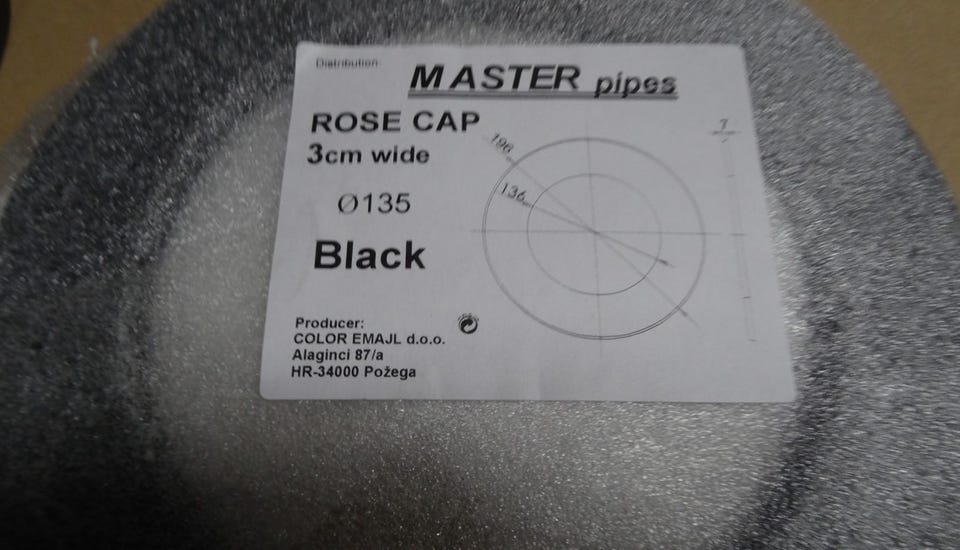 Distribution:
MASTER pipes
ROSE CAP
3cm wide
Ø135
Black
198
136
7
Producer:
COLOR EMAJL d.o.o.
Alaginci 87/a
HR-34000 Požega